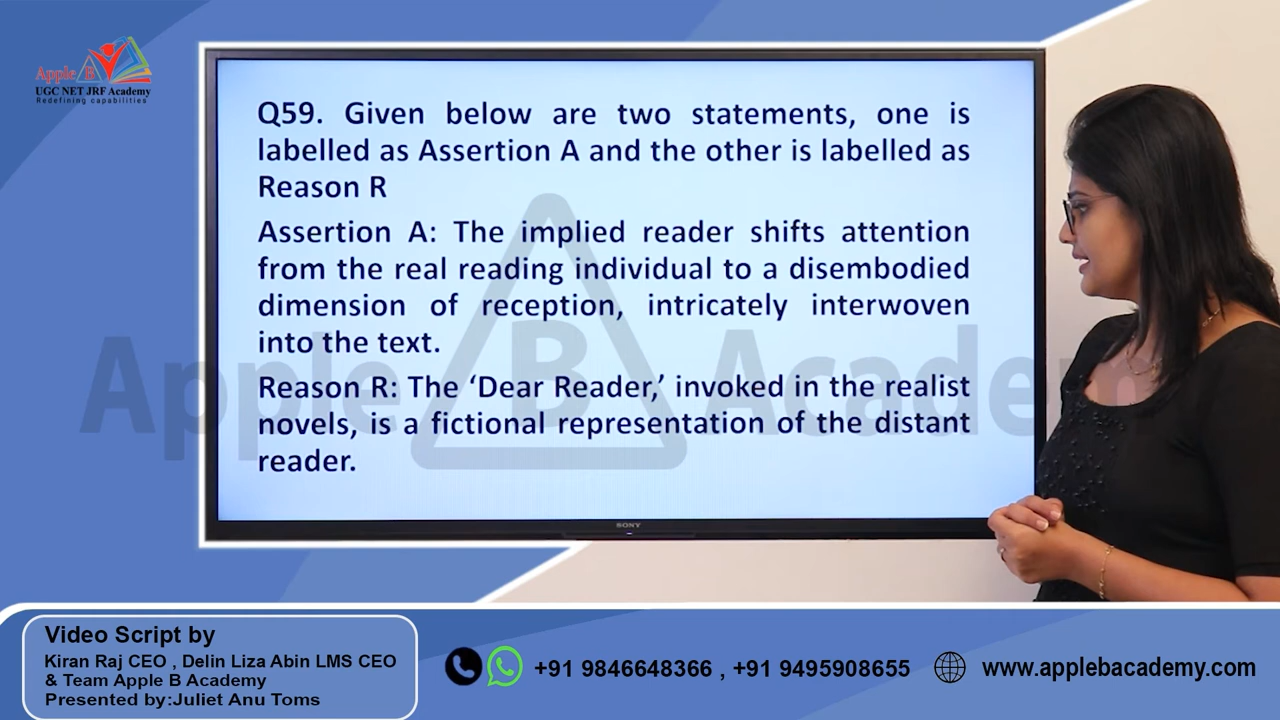 Apple B
UGC NET JRF Academy
Redefining capabilities
Q59. Given below are two statements, one is
labelled as Assertion A and the other is labelled as
Reason R
Assertion A: The implied reader shifts attention
from the real reading individual to a disembodied
dimension of reception, intricately interwoven
into the text.
Reason R: The ‘Dear Reader,’ invoked in the realist
novels, is a fictional representation of the distant
reader.
Apple B Academy
SONY
Video Script by
Kiran Raj CEO , Delin Liza Abin LMS CEO
& Team Apple B Academy
Presented by:Juliet Anu Toms
+91 9846648366 , +91 9495908655
www.applebacademy.com